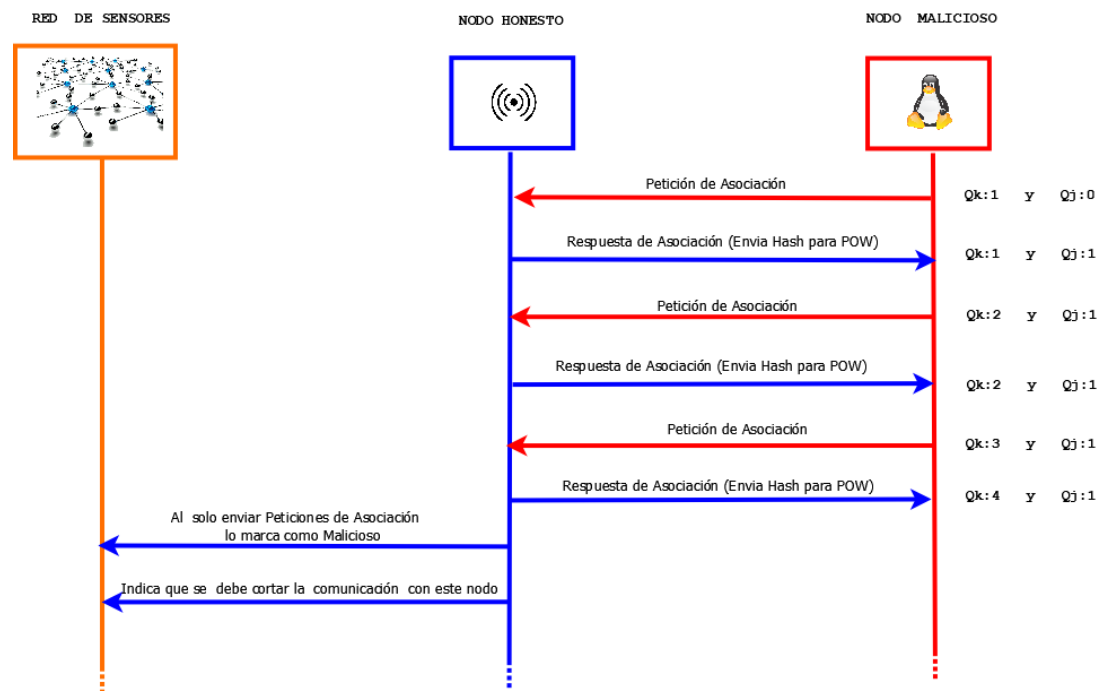 RED DE SENSORES
NODO HONESTO
NODO MALICIOSO
Petición de Asociación
Qk:1 y Qj:0
Respuesta de Asociación (Envia Hash para POW)
Qk:1 y Qj:1
Petición de Asociación
Qk:2 y Qj:1
Respuesta de Asociación (Envia Hash para POW)
Qk:2 y Qj:1
Petición de Asociación
Qk:3 y Qj:1
Respuesta de Asociación (Envia Hash para POW)
Qk:4 y Qj:1
Al solo enviar Peticiones de Asociación
lo marca como Malicioso
Indica que se debe cortar la comunicación con este nodo